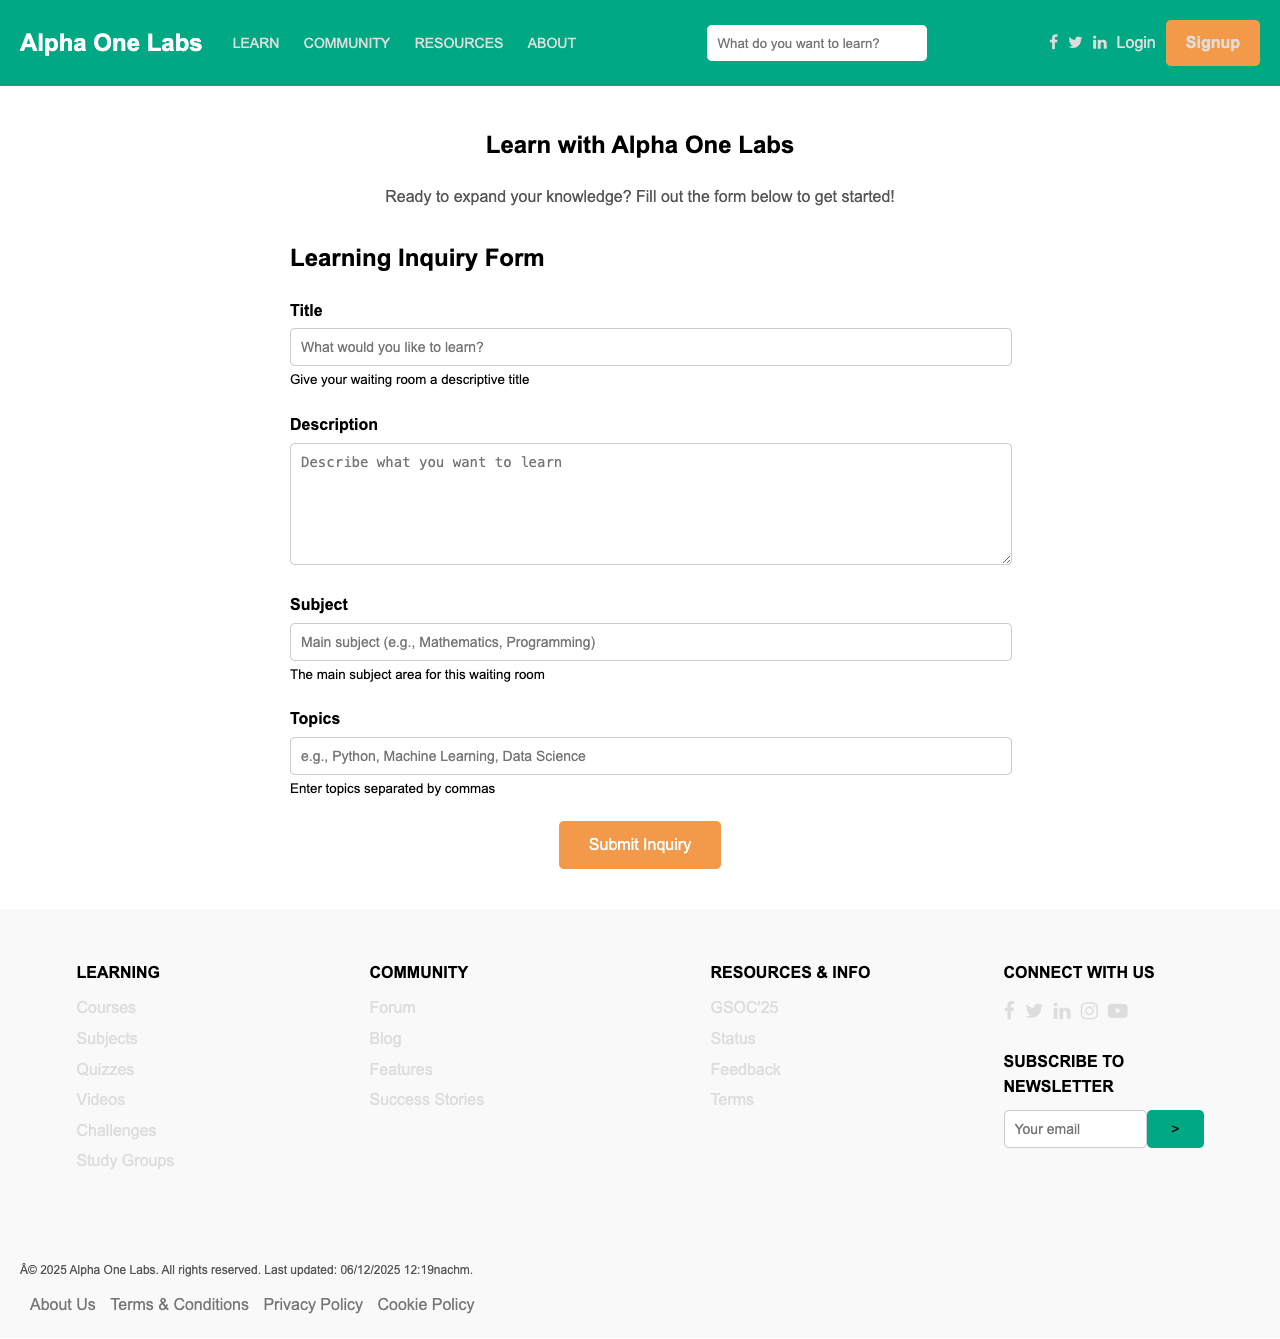 Alpha One Labs LEARN COMMUNITY RESOURCES ABOUT What do you want to learn? Login Signup
Learn with Alpha One Labs
Ready to expand your knowledge? Fill out the form below to get started!
Learning Inquiry Form
Title
What would you like to learn?
Give your waiting room a descriptive title
Description
Describe what you want to learn
Subject
Main subject (e.g., Mathematics, Programming)
The main subject area for this waiting room
Topics
e.g., Python, Machine Learning, Data Science
Enter topics separated by commas
Submit Inquiry
LEARNING
Courses
Subjects
Quizzes
Videos
Challenges
Study Groups
COMMUNITY
Forum
Blog
Features
Success Stories
RESOURCES & INFO
GSOC'25
Status
Feedback
Terms
CONNECT WITH US
SUBSCRIBE TO
NEWSLETTER
Your email >
Â© 2025 Alpha One Labs. All rights reserved. Last updated: 06/12/2025 12:19nachm.
About Us Terms & Conditions Privacy Policy Cookie Policy